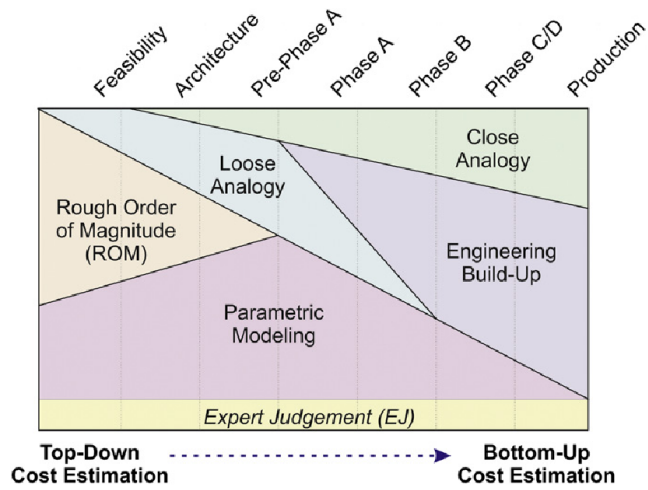 Feasibility
Architecture
Pre-Phase A
Phase A
Phase B
Phase C/D
Production
Close
Analogy
Loose
Analogy
Rough Order
of Magnitude
(ROM)
Engineering
Build-Up
Parametric
Modeling
Expert Judgement (EJ)
Top-Down
Cost Estimation
Bottom-Up
Cost Estimation